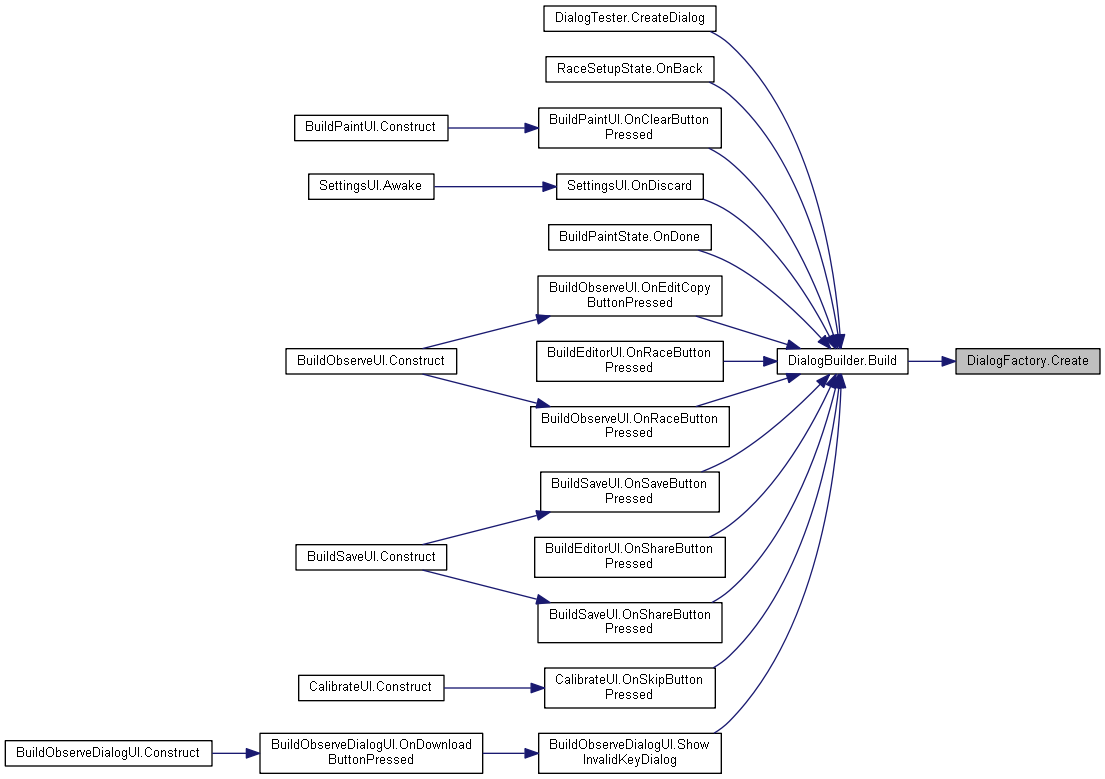 DialogTester.CreateDialog
RaceSetupState.OnBack
BuildPaintUI.Construct
BuildPaintUI.OnClearButton
Pressed
SettingsUI.Awake
SettingsUI.OnDiscard
BuildPaintState.OnDone
BuildObserveUI.OnEditCopy
ButtonPressed
BuildObserveUI.Construct
BuildEditorUI.OnRaceButton
Pressed
DialogBuilder.Build
DialogFactory.Create
BuildObserveUI.OnRaceButton
Pressed
BuildSaveUI.OnSaveButton
Pressed
BuildSaveUI.Construct
BuildEditorUI.OnShareButton
Pressed
BuildSaveUI.OnShareButton
Pressed
CalibrateUI.Construct
CalibrateUI.OnSkipButton
Pressed
BuildObserveDialogUI.Construct
BuildObserveDialogUI.OnDownload
ButtonPressed
BuildObserveDialogUI.Show
InvalidKeyDialog